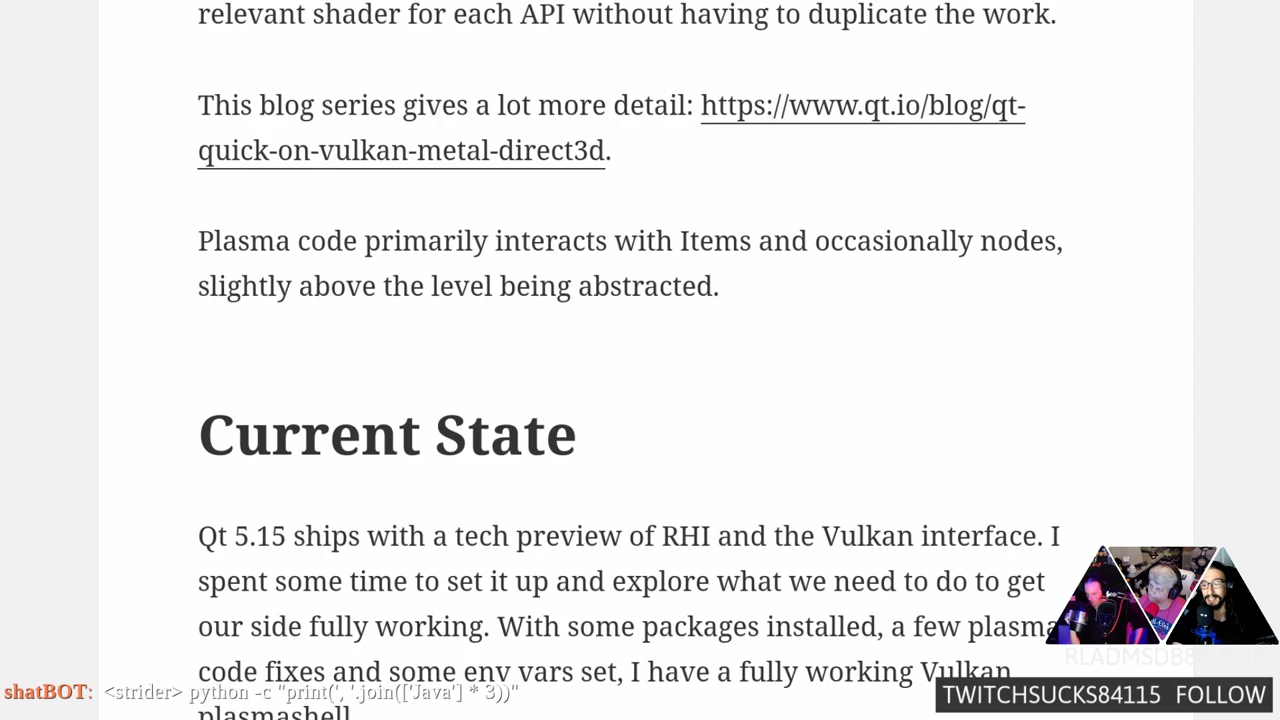 relevant shader for each API without having to duplicate the work.
This blog series gives a lot more detail: https://www.qt.io/blog/qt-
quick-on-vulkan-metal-direct3d.
Plasma code primarily interacts with Items and occasionally nodes,
slightly above the level being abstracted.
Current State
Qt 5.15 ships with a tech preview of RHI and the Vulkan interface. I
spent some time to set it up and explore what we need to do to get
our side fully working. With some packages installed, a few plasma
code fixes and some env vars set, I have a fully working Vulkan
plasmashell.
shatBOT: <strider> python -c "print(', '.join(['Java'] * 3))"
TWITCHSUCKS84115 FOLLOW